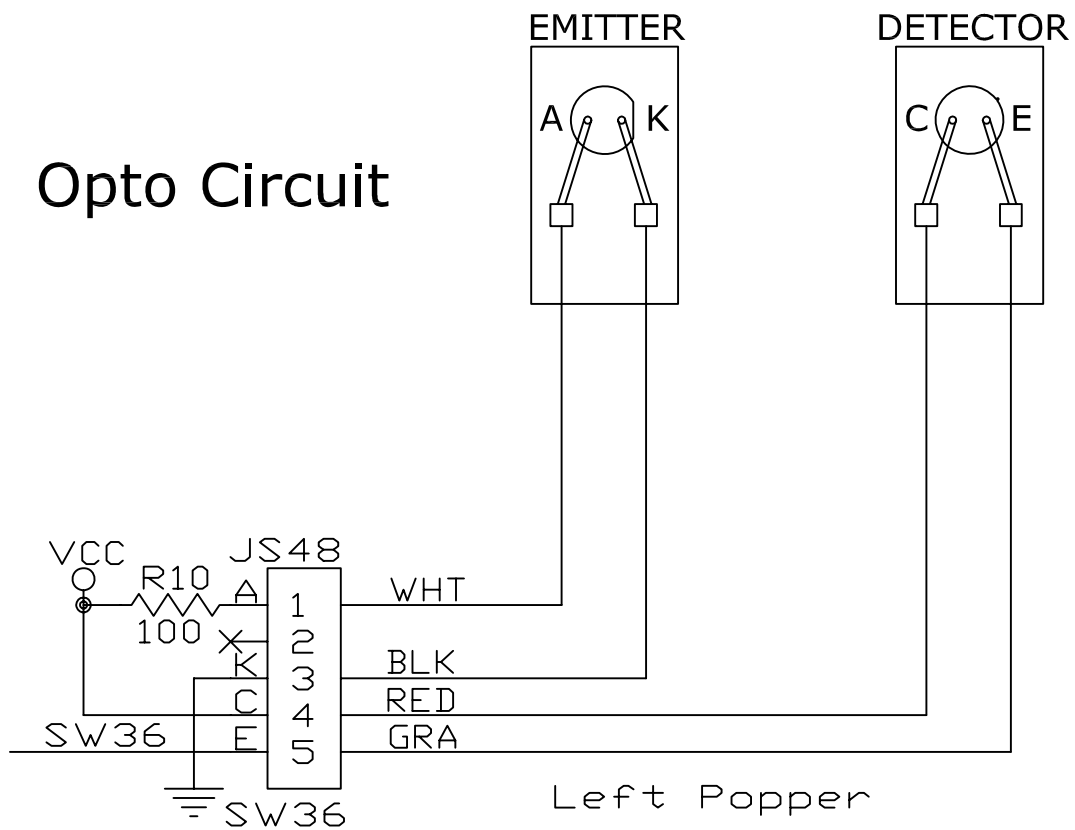 EMITTER
DETECTOR
A K
C E
Opto Circuit
VCC
JS48
R10
A
1
WHT
100
2
K
3
BLK
C
4
RED
SW36
E
5
GRA
SW36
Left Popper